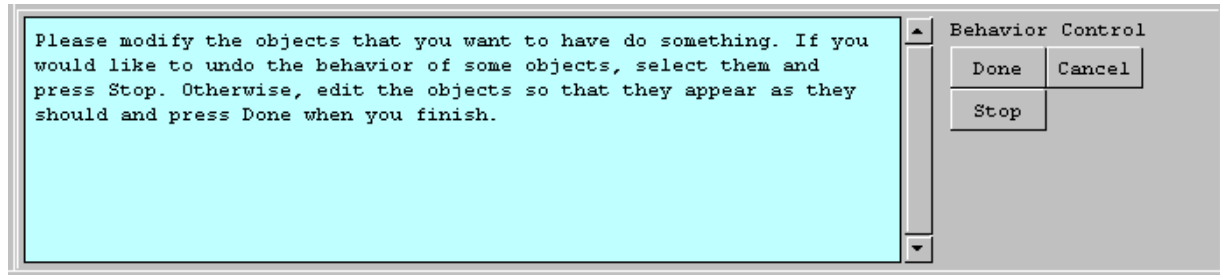 Please modify the objects that you want to have do something. If you
would like to undo the behavior of some objects, select them and
press Stop. Otherwise, edit the objects so that they appear as they
should and press Done when you finish.
Behavior Control
Done Cancel
Stop